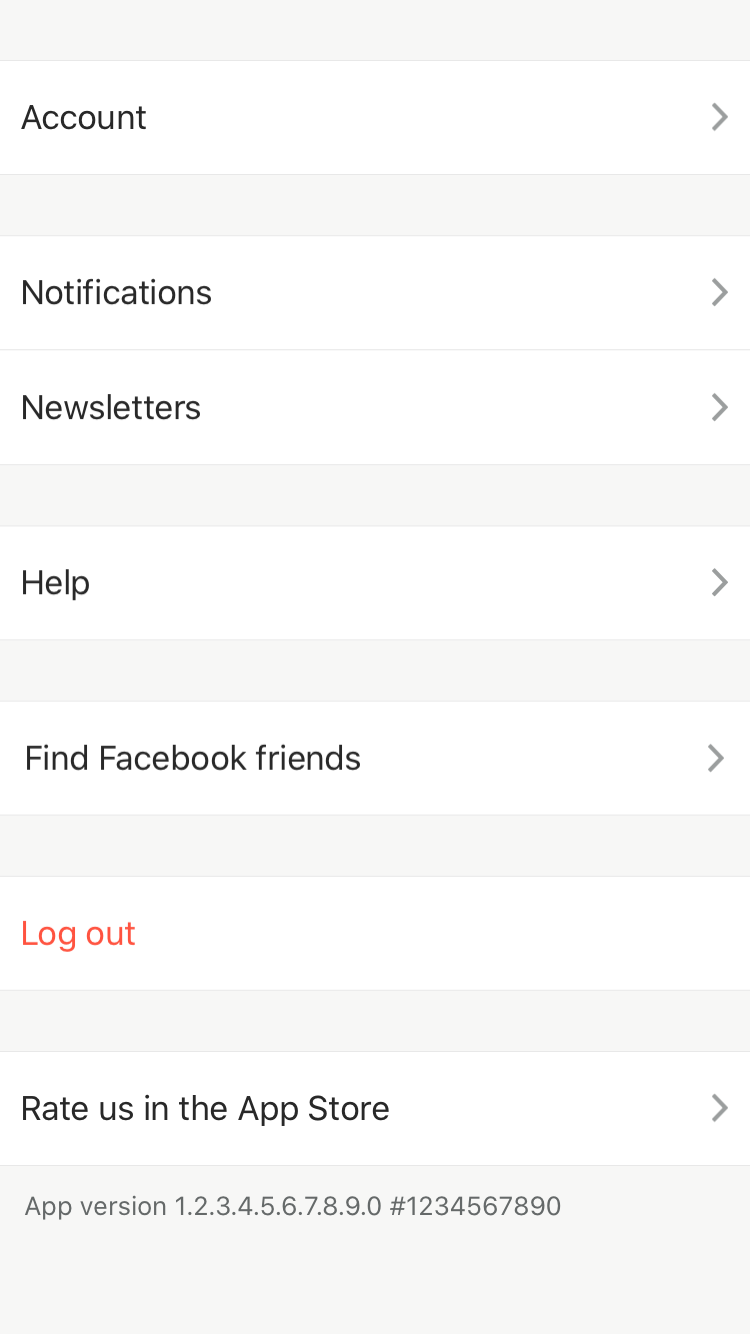 Account
Notifications
Newsletters
Help
Find Facebook friends
Log out
Rate us in the App Store
App version 1.2.3.4.5.6.7.8.9.0 #1234567890